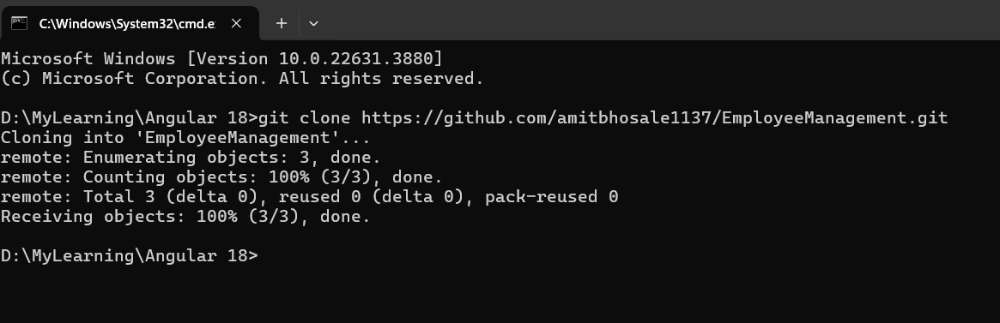 C:\Windows\System32\cmd.e
Microsoft Windows [Version 10.0.22631.3880]
(c) Microsoft Corporation. All rights reserved.
D:\MyLearning\Angular 18>git clone https://github.com/amitbhosale1137/EmployeeManagement.git
Cloning into 'EmployeeManagement'...
remote: Enumerating objects: 3, done.
remote: Counting objects: 100% (3/3), done.
remote: Total 3 (delta 0), reused 0 (delta 0), pack-reused 0
Receiving objects: 100% (3/3), done.
D:\MyLearning\Angular 18>